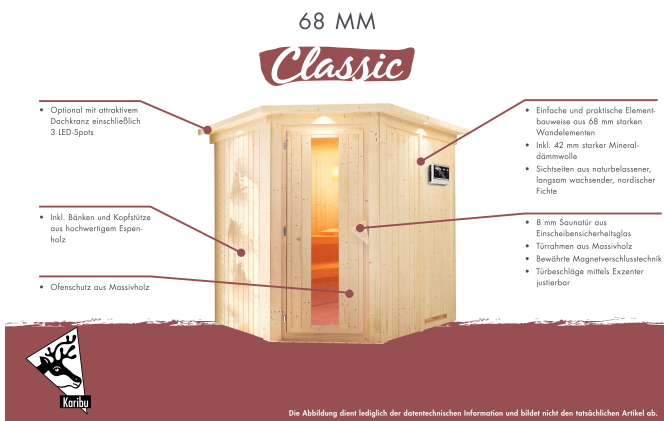 68 MM
Classic
• Optional mit attraktivem
Dachkranz einschließlich
3 LED-Spots
• Inkl. Bänken und Kopfstütze
aus hochwertigem Espen-
holz
• Ofenschutz aus Massivholz
• Einfache und praktische Element-
bauweise aus 68 mm starken
Wandelementen
• Inkl. 42 mm starker Mineral-
dämmwolle
• Sichtseiten aus naturbelassener,
langsam wachsender, nordischer
Fichte
• 8 mm Saunatür aus
Einscheibensicherheitsglas
• Türrahmen aus Massivholz
• Bewährte Magnetverschlusstechnik
• Türbeschläge mittels Exzenter
justierbar
Karibu
Die Abbildung dient lediglich der datentechnischen Information und bildet nicht den tatsächlichen Artikel ab.